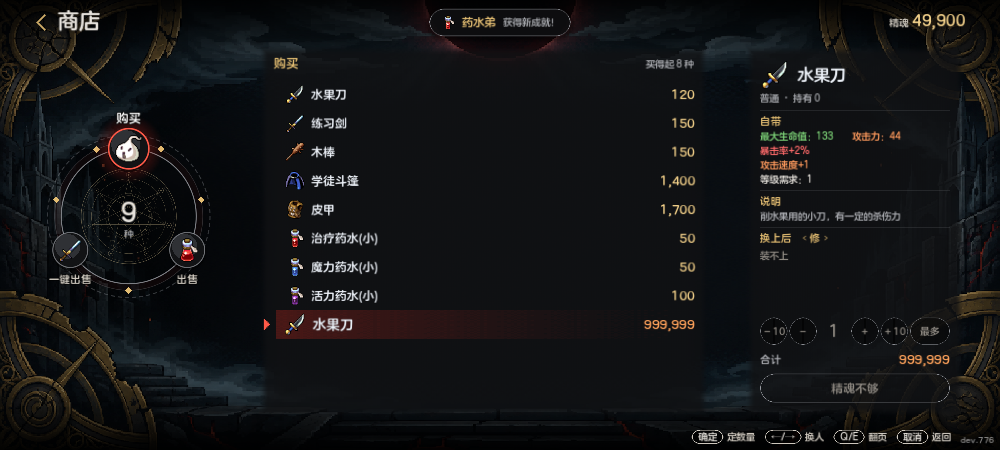 商店
药水弟 获得新成就!
精魂 49,900
购买
9
种
一键出售
出售
购买 买得起8种
水果刀 120
练习剑 150
木棒 150
学徒斗篷 1,400
皮甲 1,700
治疗药水(小) 50
魔力药水(小) 50
活力药水(小) 100
水果刀 999,999
水果刀
普通 · 持有 0
自带
最大生命值: 133 攻击力: 44
暴击率+2%
攻击速度+1
等级需求: 1
说明
削水果用的小刀，有一定的杀伤力
换上后 ‹ 修 ›
装不上
-10 - 1 + +10 最多
合计 999,999
精魂不够
确定 定数量 ←/→ 换人 Q/E 翻页 取消 返回
dev.776